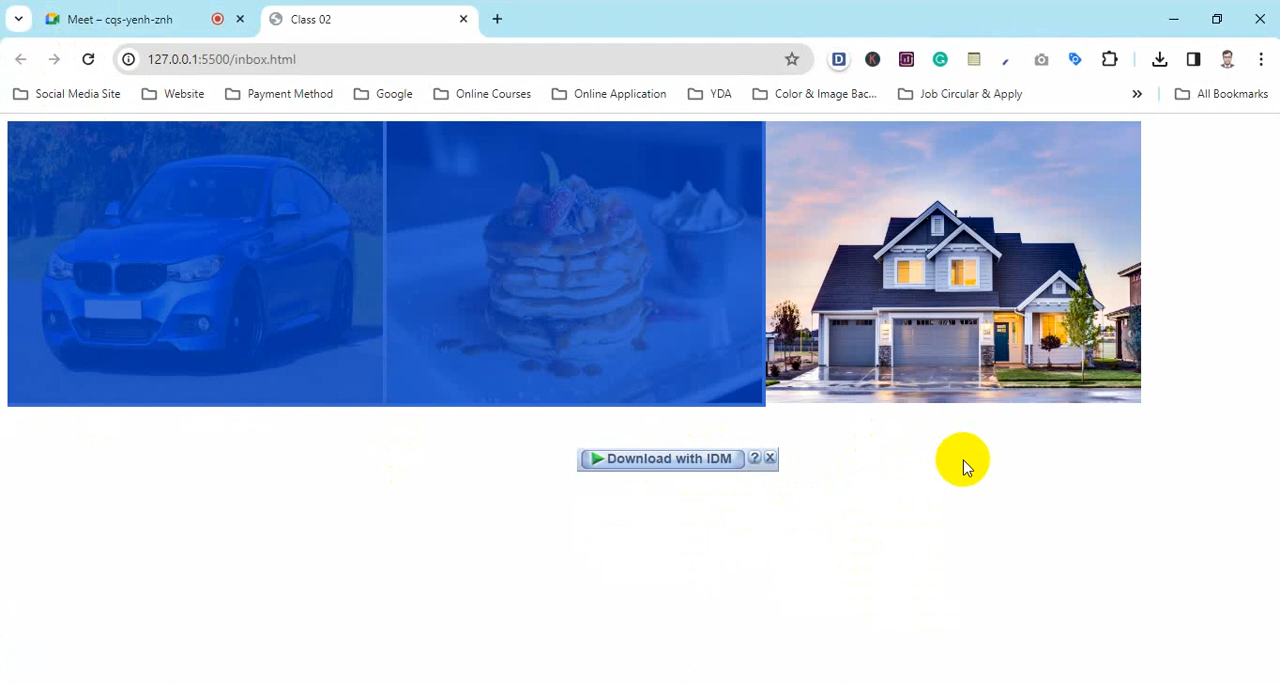 Meet – cqs-yenh-znh
Class 02
127.0.0.1:5500/inbox.html
Social Media Site
Website
Payment Method
Google
Online Courses
Online Application
YDA
Color & Image Bac...
Job Circular & Apply
All Bookmarks
Download with IDM